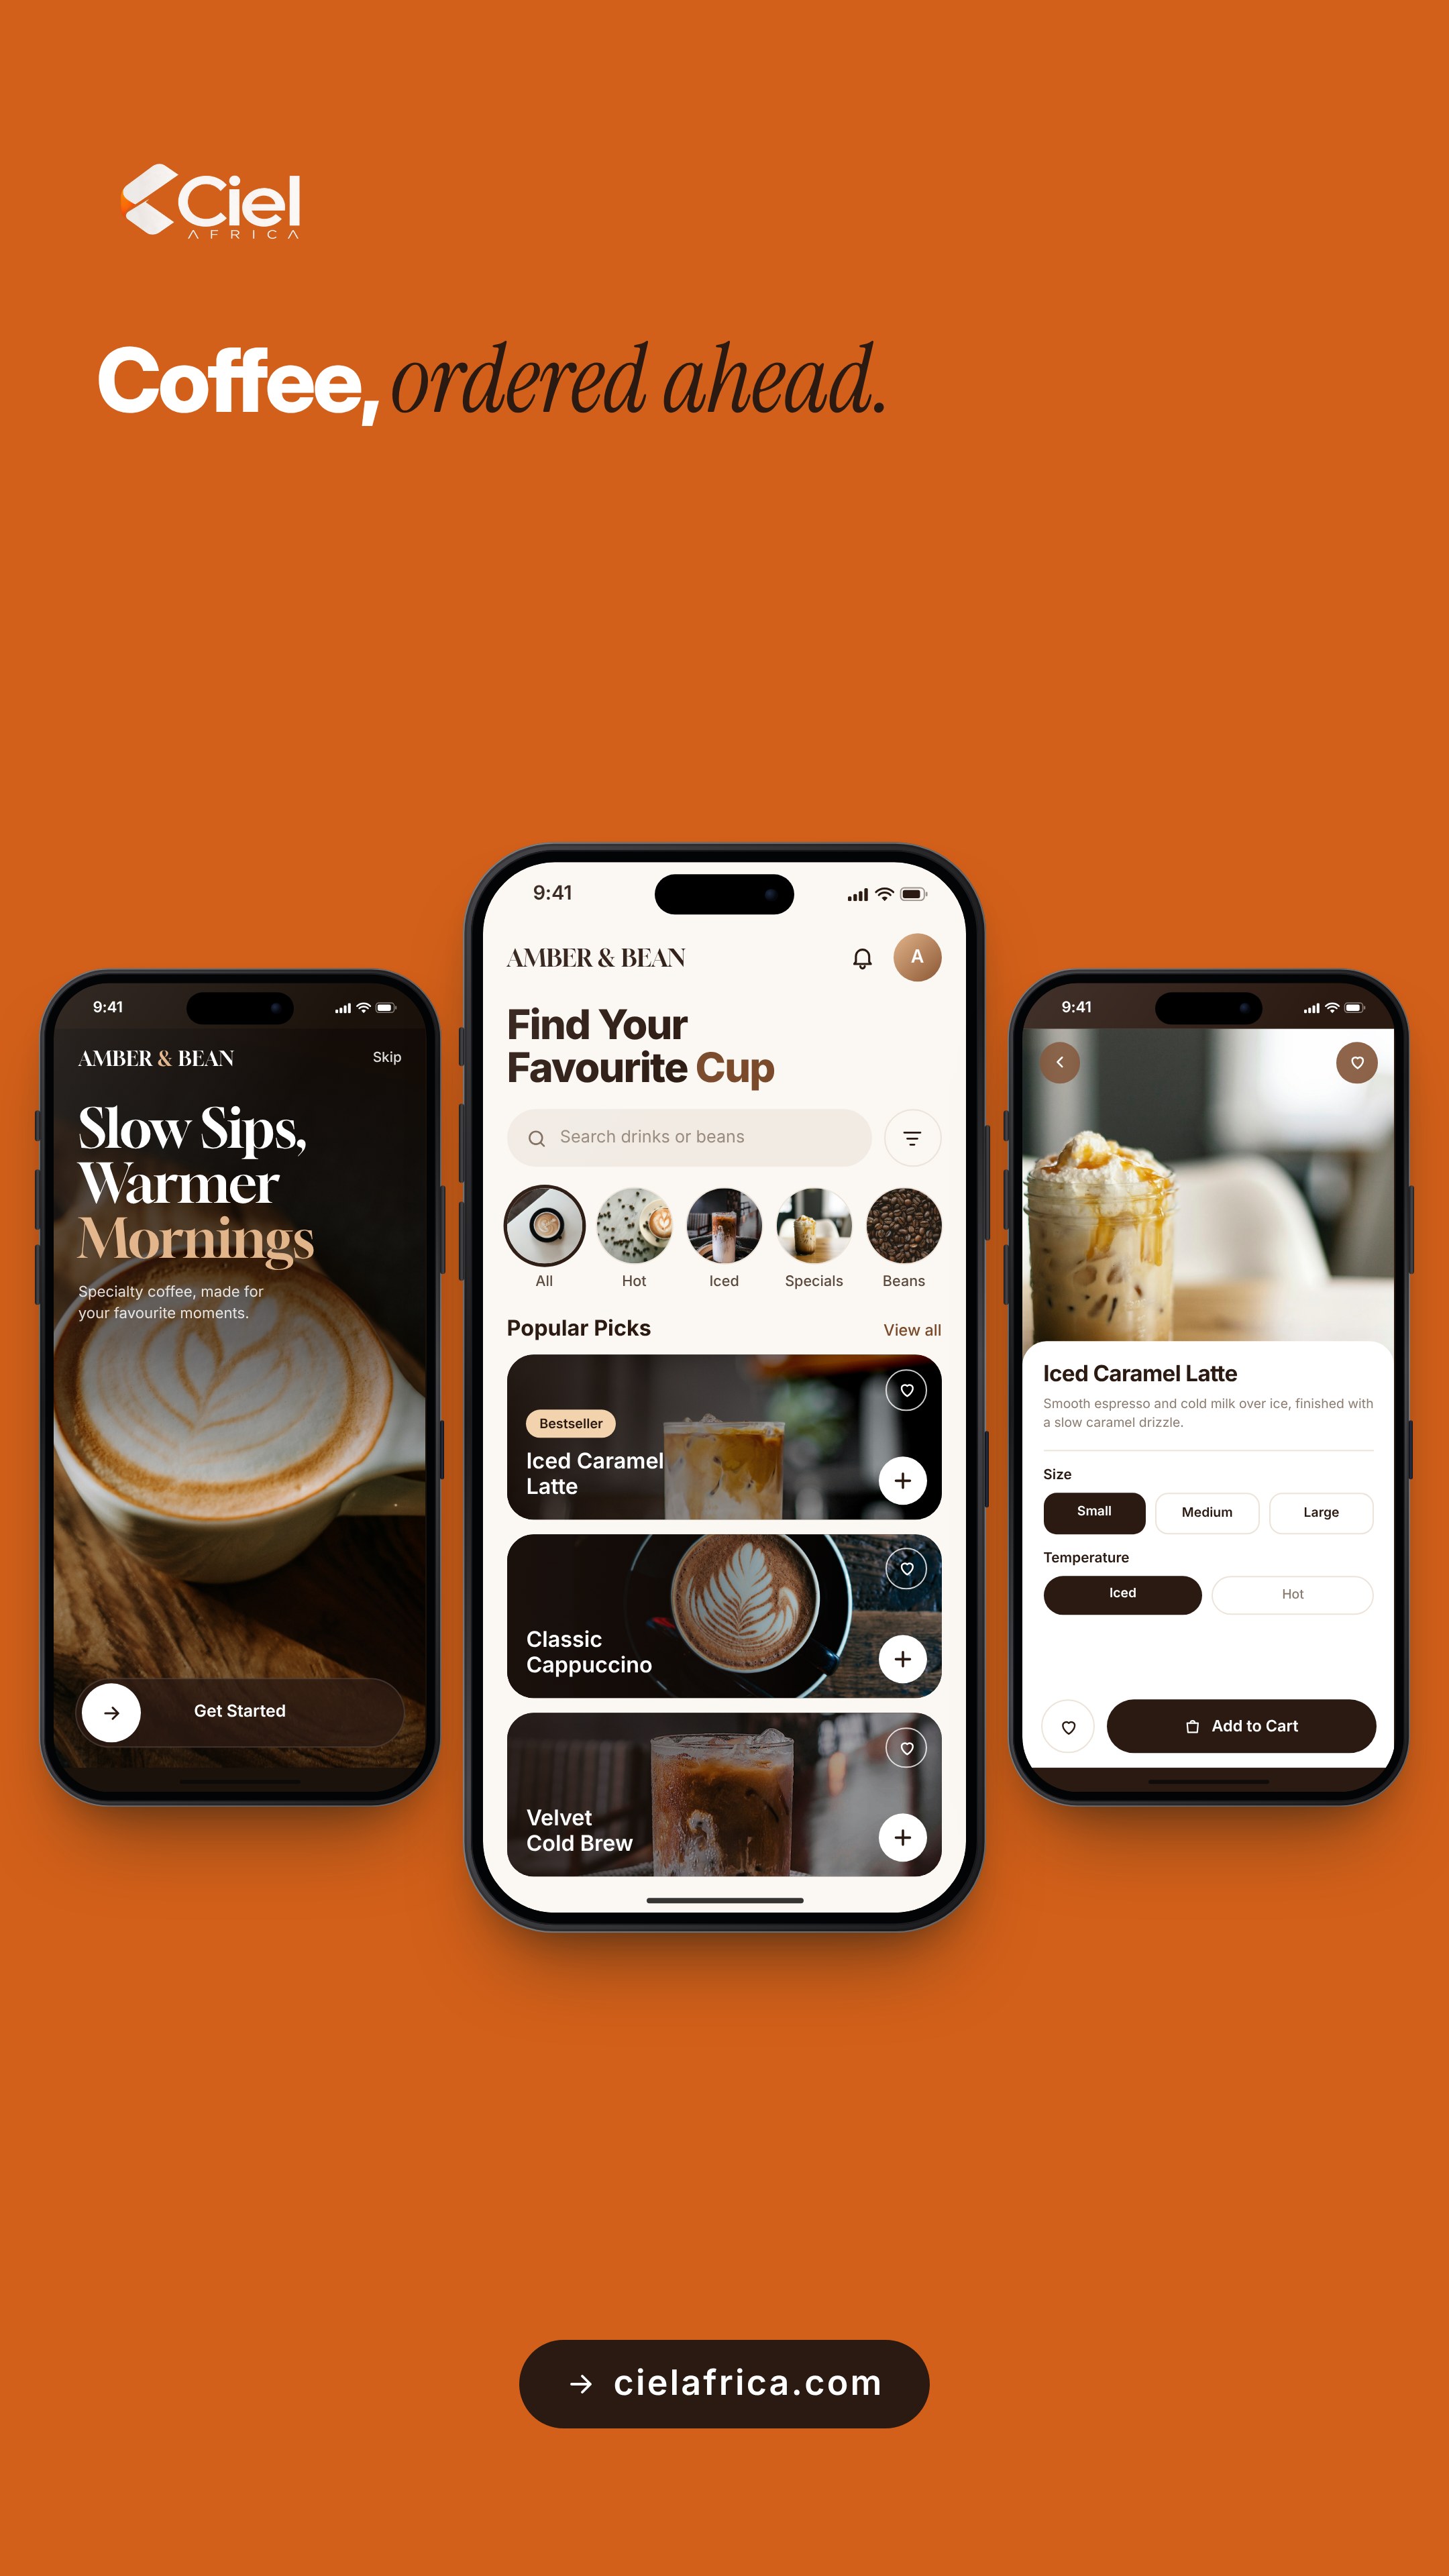 Ciel
AFRICA
Coffee, ordered ahead.
9:41
AMBER & BEAN
Skip
Slow Sips,
Warmer
Mornings
Specialty coffee, made for
your favourite moments.
Get Started
9:41
AMBER & BEAN
A
Find Your
Favourite Cup
Search drinks or beans
All
Hot
Iced
Specials
Beans
Popular Picks
View all
Bestseller
Iced Caramel
Latte
Classic
Cappuccino
Velvet
Cold Brew
9:41
Iced Caramel Latte
Smooth espresso and cold milk over ice, finished with
a slow caramel drizzle.
Size
Small
Medium
Large
Temperature
Iced
Hot
Add to Cart
cielafrica.com